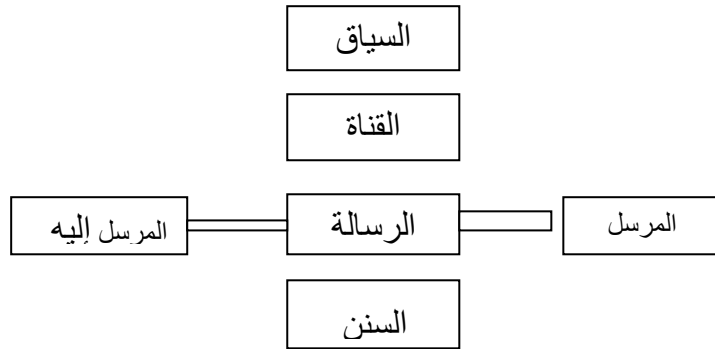 السياق
القناة
المرسل
الرسالة
المرسل إليه
السنن